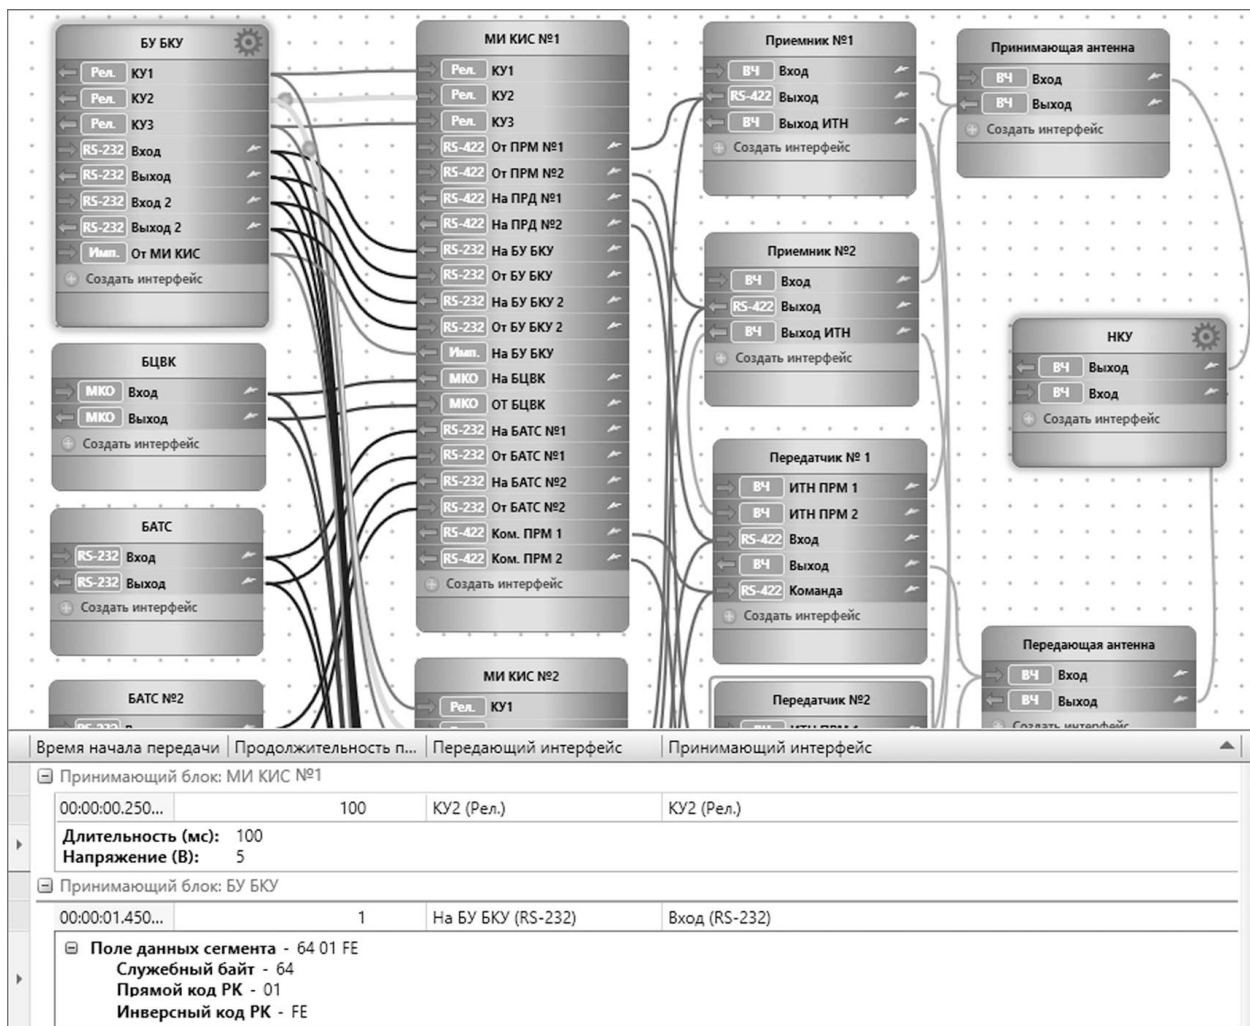 БУ БКУ
Рел. КУ1
Рел. КУ2
Рел. КУ3
RS-232 Вход
RS-232 Выход
RS-232 Вход 2
RS-232 Выход 2
Имп. От МИ КИС
Создать интерфейс
БЦВК
МКО Вход
МКО Выход
Создать интерфейс
БАТС
RS-232 Вход
RS-232 Выход
Создать интерфейс
БАТС №2
МИ КИС №1
Рел. КУ1
Рел. КУ2
Рел. КУ3
RS-422 От ПРМ №1
RS-422 От ПРМ №2
RS-422 На ПРД №1
RS-422 На ПРД №2
RS-232 На БУ БКУ
RS-232 От БУ БКУ
RS-232 На БУ БКУ 2
RS-232 От БУ БКУ 2
Имп. На БУ БКУ
МКО На БЦВК
МКО ОТ БЦВК
RS-232 На БАТС №1
RS-232 От БАТС №1
RS-232 На БАТС №2
RS-232 От БАТС №2
RS-422 Ком. ПРМ 1
RS-422 Ком. ПРМ 2
Создать интерфейс
МИ КИС №2
Рел. КУ1
Приемник №1
ВЧ Вход
RS-422 Выход
ВЧ Выход ИТН
Создать интерфейс
Приемник №2
ВЧ Вход
RS-422 Выход
ВЧ Выход ИТН
Создать интерфейс
Передатчик № 1
ВЧ ИТН ПРМ 1
ВЧ ИТН ПРМ 2
RS-422 Вход
ВЧ Выход
RS-422 Команда
Создать интерфейс
Передатчик №2
Принимающая антенна
ВЧ Вход
ВЧ Выход
Создать интерфейс
НКУ
ВЧ Выход
ВЧ Вход
Создать интерфейс
Передающая антенна
ВЧ Вход
ВЧ Выход
Создать интерфейс
Время начала передачи Продолжительность п... Передающий интерфейс Принимающий интерфейс
Принимающий блок: МИ КИС №1
00:00:00.250... 100 КУ2 (Рел.) КУ2 (Рел.)
Длительность (мс): 100
Напряжение (В): 5
Принимающий блок: БУ БКУ
00:00:01.450... 1 На БУ БКУ (RS-232) Вход (RS-232)
Поле данных сегмента - 64 01 FE
Служебный байт - 64
Прямой код РК - 01
Инверсный код РК - FE